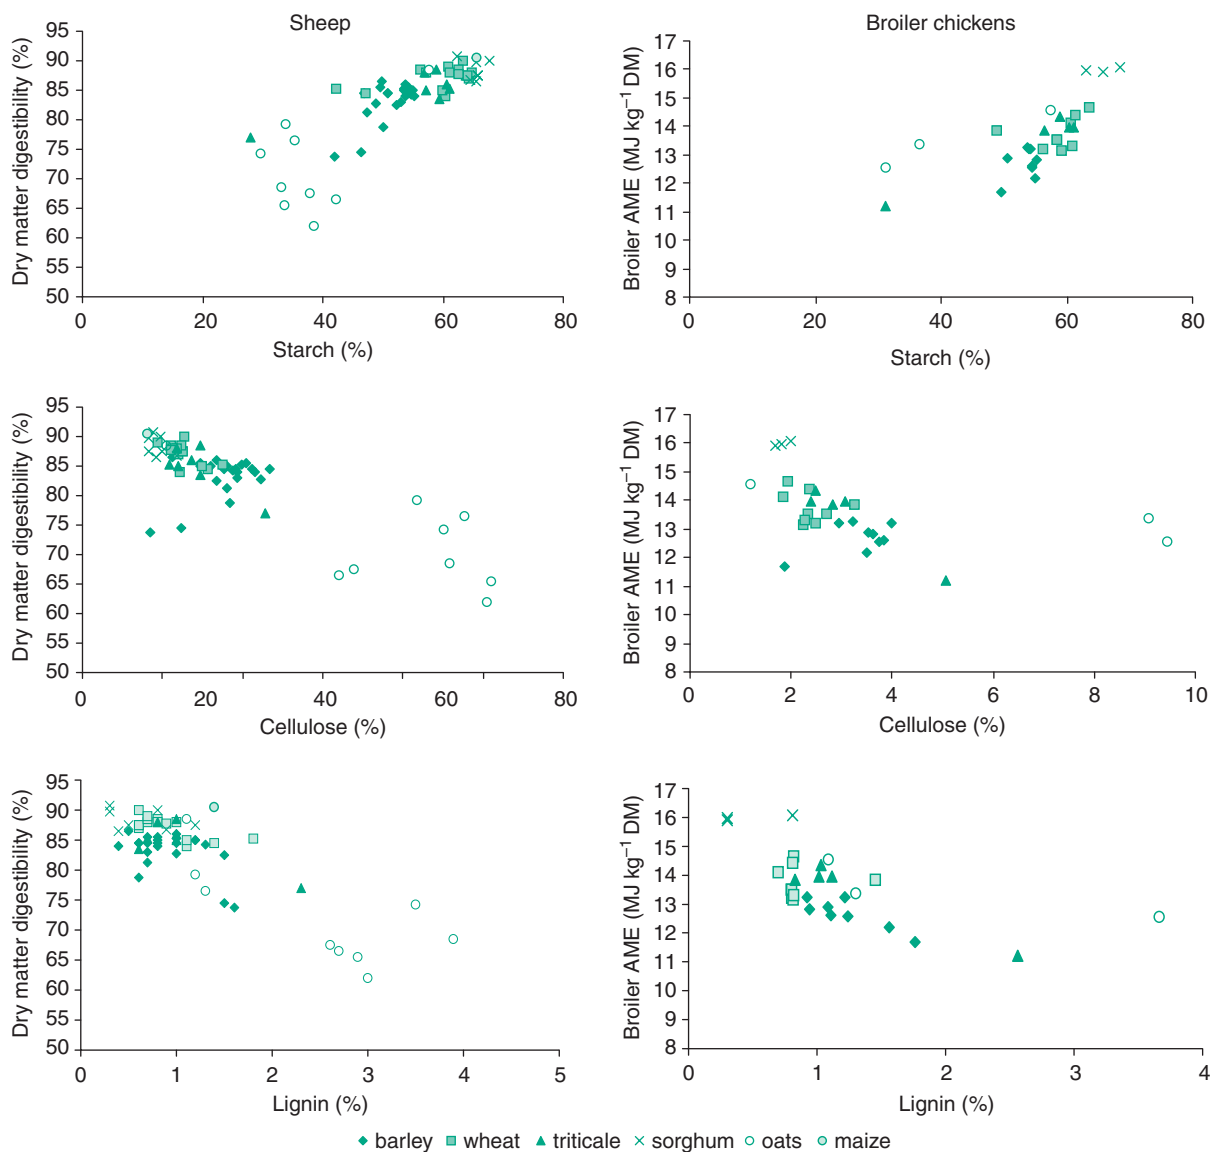 Sheep
Broiler chickens
Dry matter digestibility (%)
95
90
85
80
75
70
65
60
55
50
0 20 40 60 80
Starch (%)
Broiler AME (MJ kg⁻¹ DM)
17
16
15
14
13
12
11
10
9
8
0 20 40 60 80
Starch (%)
Dry matter digestibility (%)
95
90
85
80
75
70
65
60
55
50
0 20 40 60 80
Cellulose (%)
Broiler AME (MJ kg⁻¹ DM)
17
16
15
14
13
12
11
10
9
8
0 2 4 6 8 10
Cellulose (%)
Dry matter digestibility (%)
95
90
85
80
75
70
65
60
55
50
0 1 2 3 4 5
Lignin (%)
Broiler AME (MJ kg⁻¹ DM)
17
16
15
14
13
12
11
10
9
8
0 1 2 3 4
Lignin (%)
barley wheat triticale sorghum oats maize